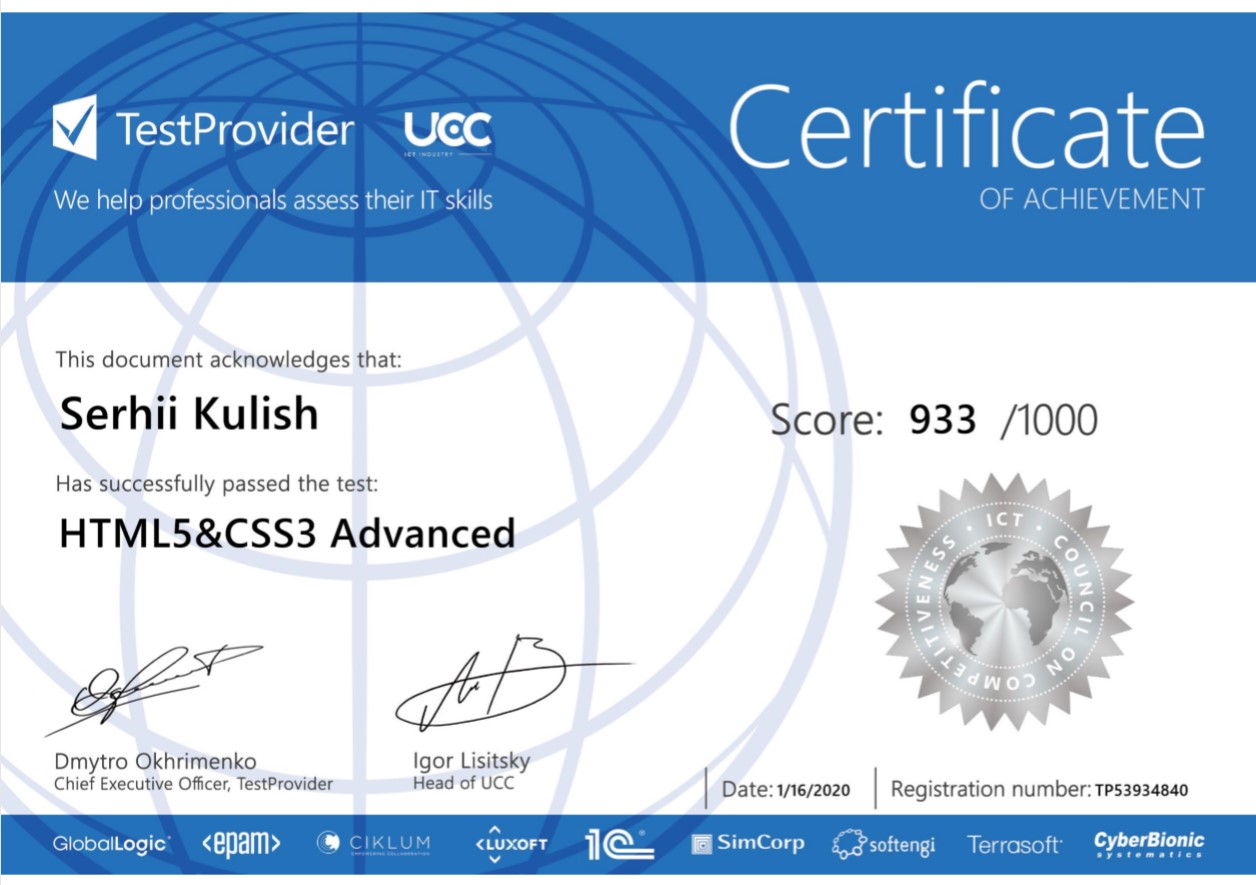 TestProvider
UCC
ICT INDUSTRY
We help professionals assess their IT skills
Certificate
OF ACHIEVEMENT
This document acknowledges that:
Serhii Kulish
Has successfully passed the test:
HTML5&CSS3 Advanced
Score: 933 /1000
ICT · COUNCIL ON COMPETITIVENESS ·
Dmytro Okhrimenko
Chief Executive Officer, TestProvider
Igor Lisitsky
Head of UCC
Date: 1/16/2020
Registration number: TP53934840
GlobalLogic
<epam>
CIKLUM
EMPOWERING COLLABORATION
LUXOFT
1C
SimCorp
softengi
Terrasoft
CyberBionic
systematics